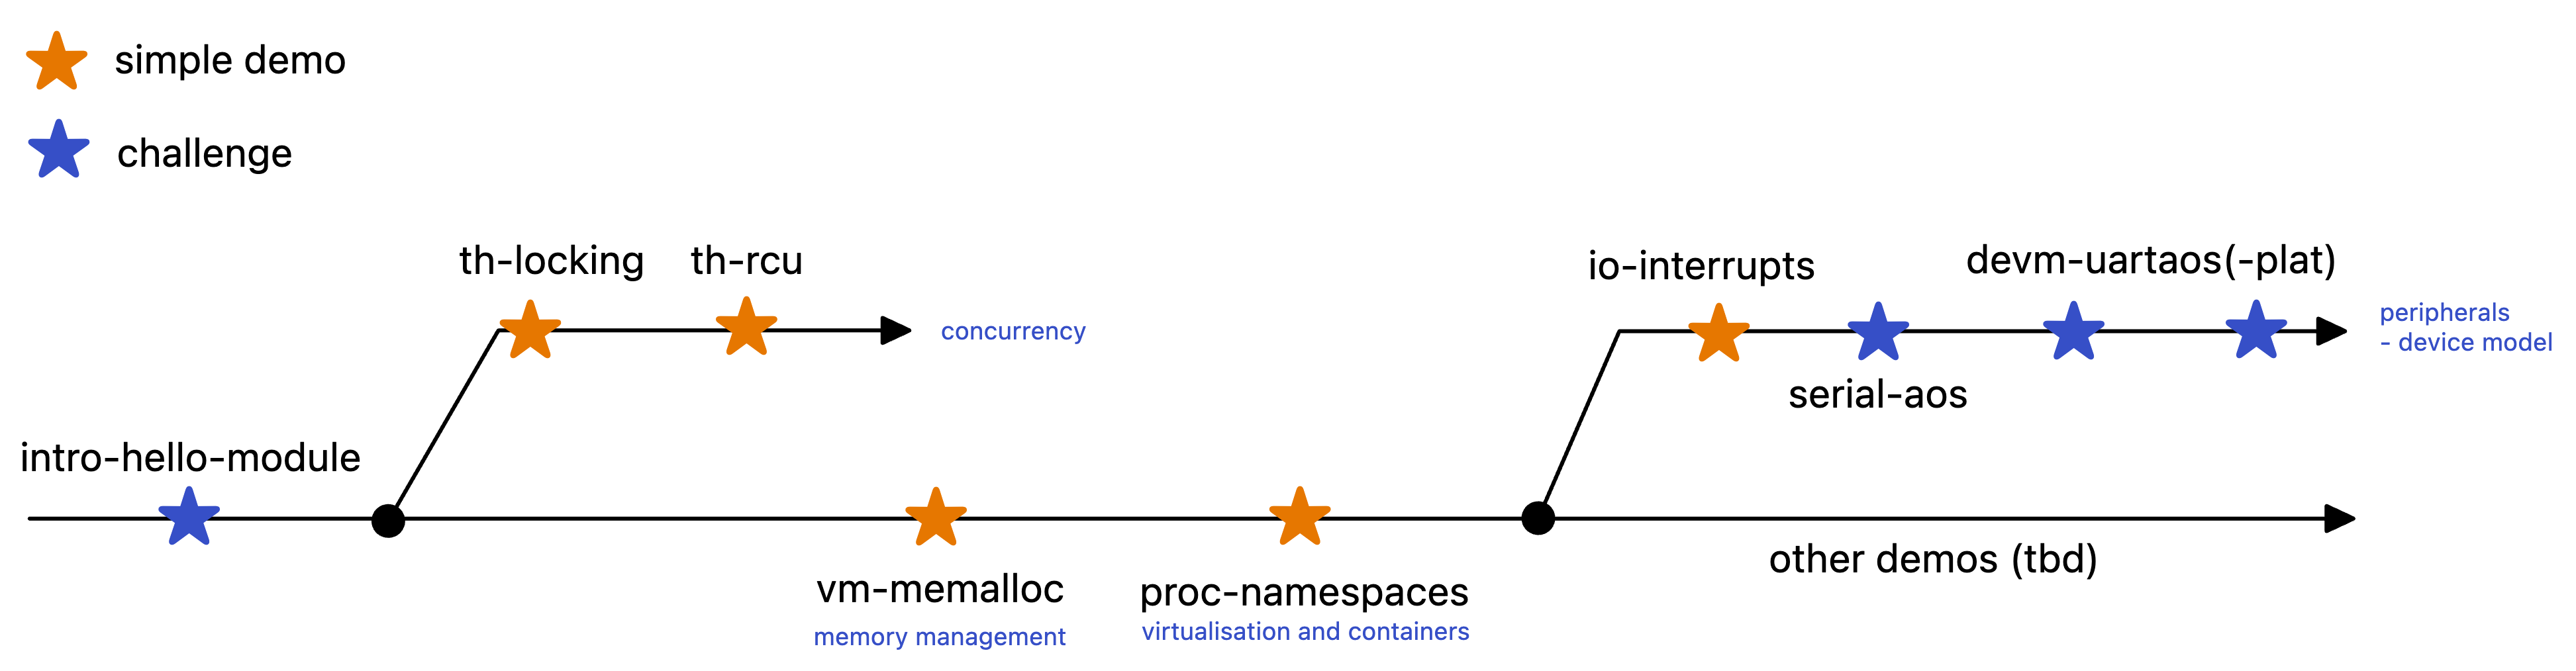 simple demo
challenge
th-locking
th-rcu
concurrency
io-interrupts
devm-uartaos(-plat)
peripherals
- device model
serial-aos
intro-hello-module
vm-memalloc
memory management
proc-namespaces
virtualisation and containers
other demos (tbd)